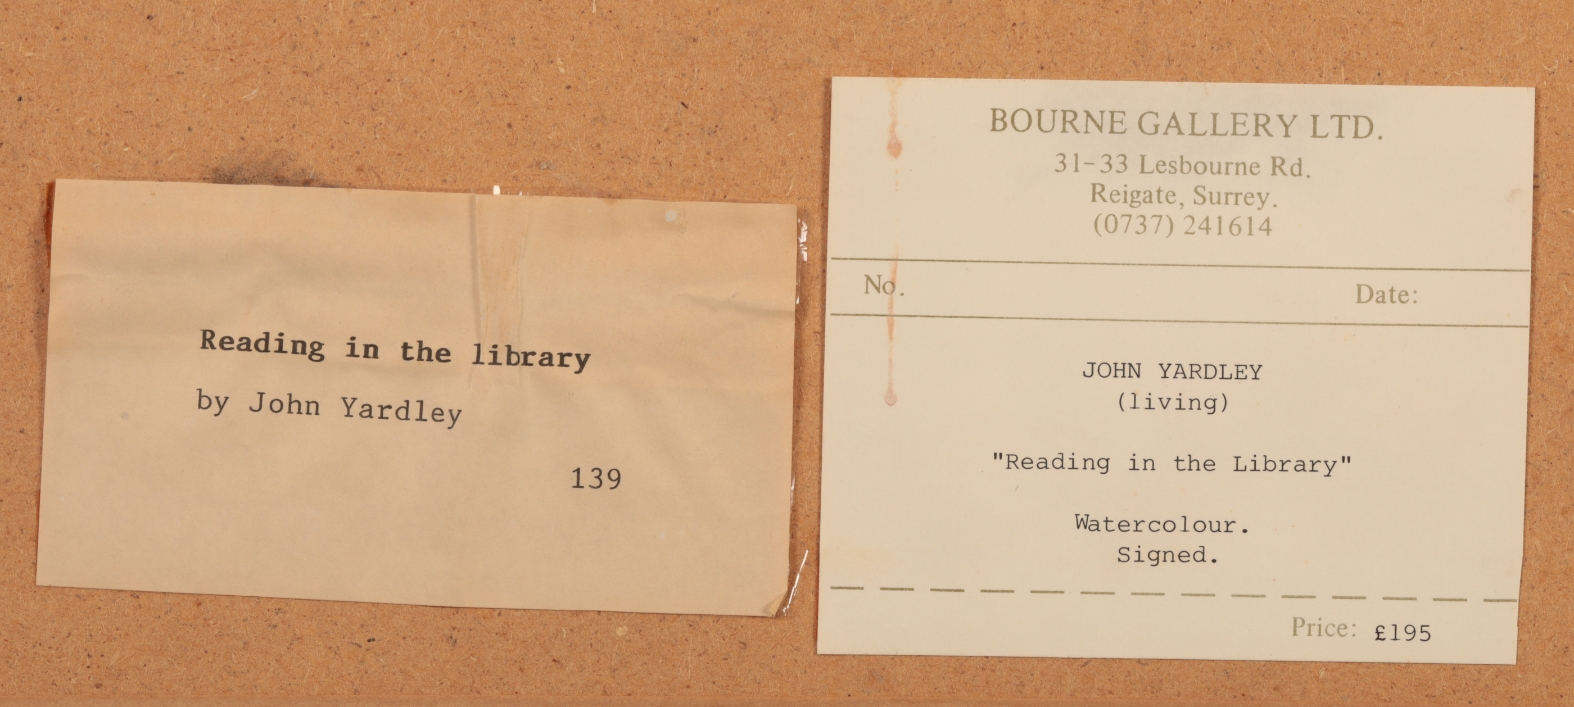 Reading in the library
by John Yardley
139
BOURNE GALLERY LTD.
31-33 Lesbourne Rd.
Reigate, Surrey.
(0737) 241614
No. Date:
JOHN YARDLEY
(living)
"Reading in the Library"
Watercolour.
Signed.
Price: £195